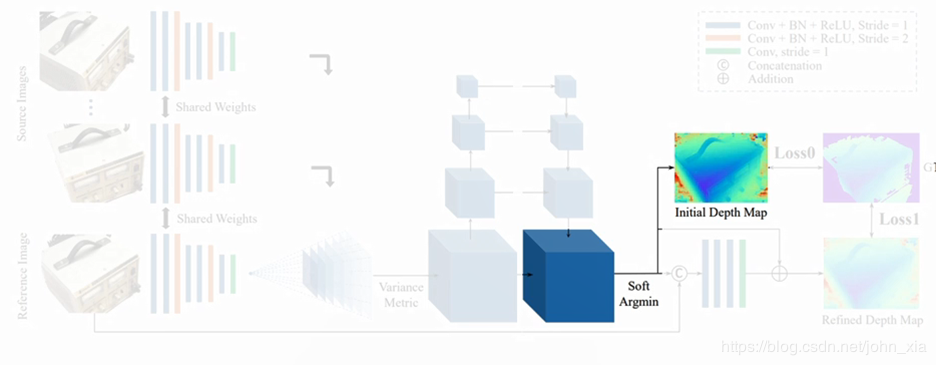 Source Images
Reference Image
Shared Weights
Shared Weights
Variance
Metric
Soft
Argmin
Initial Depth Map
Loss0
GT
Loss1
Refined Depth Map
Conv + BN + ReLU, Stride = 1
Conv + BN + ReLU, Stride = 2
Conv, stride = 1
C Concatenation
Addition
C
https://blog.csdn.net/john_xia